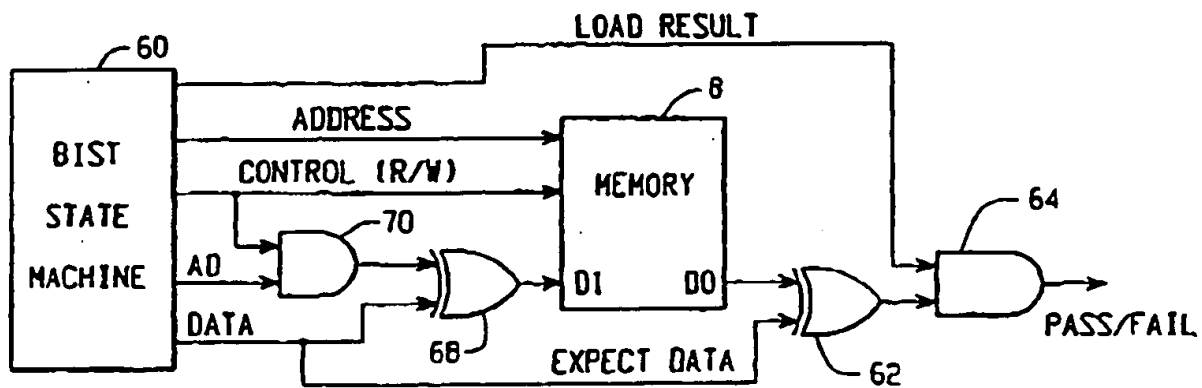 LOAD RESULT
60
8
ADDRESS
BIST
STATE
MACHINE
CONTROL (R/W)
MEMORY
70
64
AD
DI
DO
DATA
68
EXPECT DATA
62
PASS/FAIL